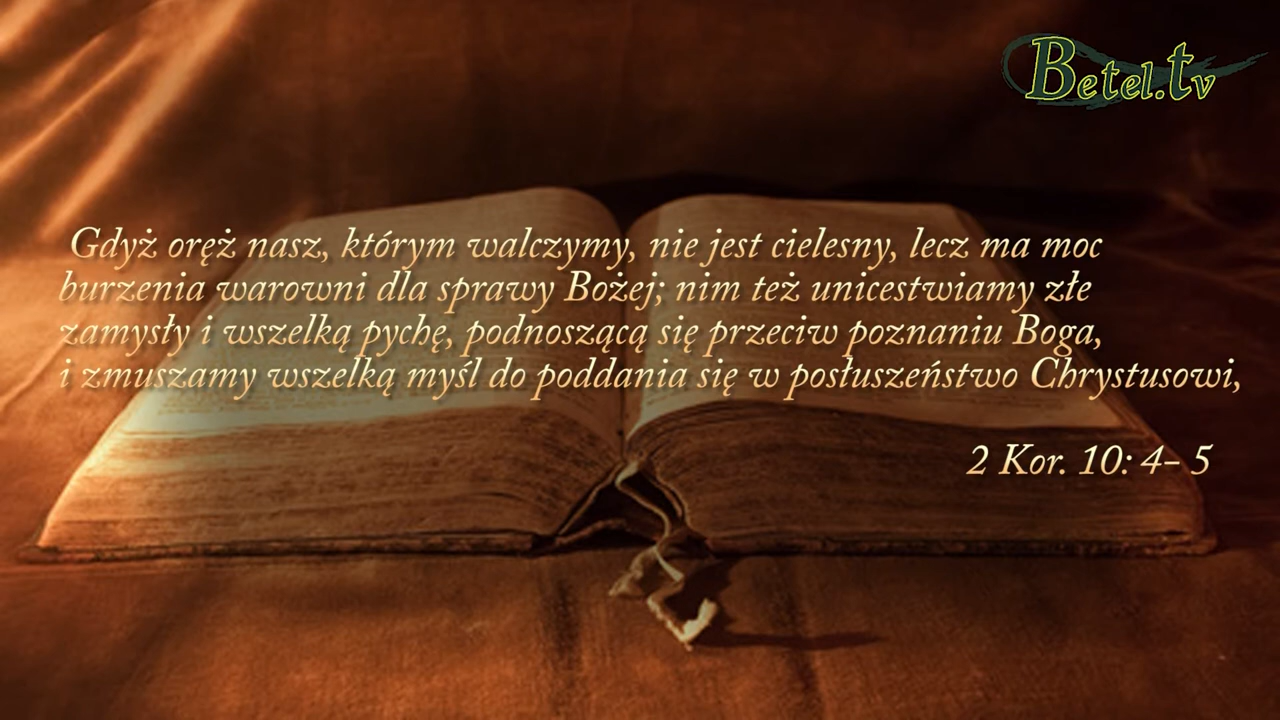 Betel.tv
Gdyż oręż nasz, którym walczymy, nie jest cielesny, lecz ma moc
burzenia warowni dla sprawy Bożej; nim też unicestwiamy złe
zamysły i wszelką pychę, podnoszącą się przeciw poznaniu Boga,
i zmuszamy wszelką myśl do poddania się w posłuszeństwo Chrystusowi,
2 Kor. 10: 4- 5